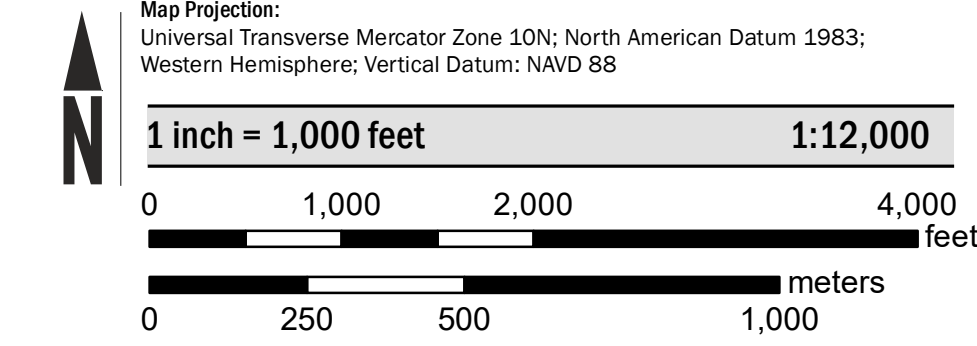 Map Projection:
Universal Transverse Mercator Zone 10N; North American Datum 1983;
Western Hemisphere; Vertical Datum: NAVD 88
N
1 inch = 1,000 feet 1:12,000
0 1,000 2,000 4,000
feet
meters
0 250 500 1,000